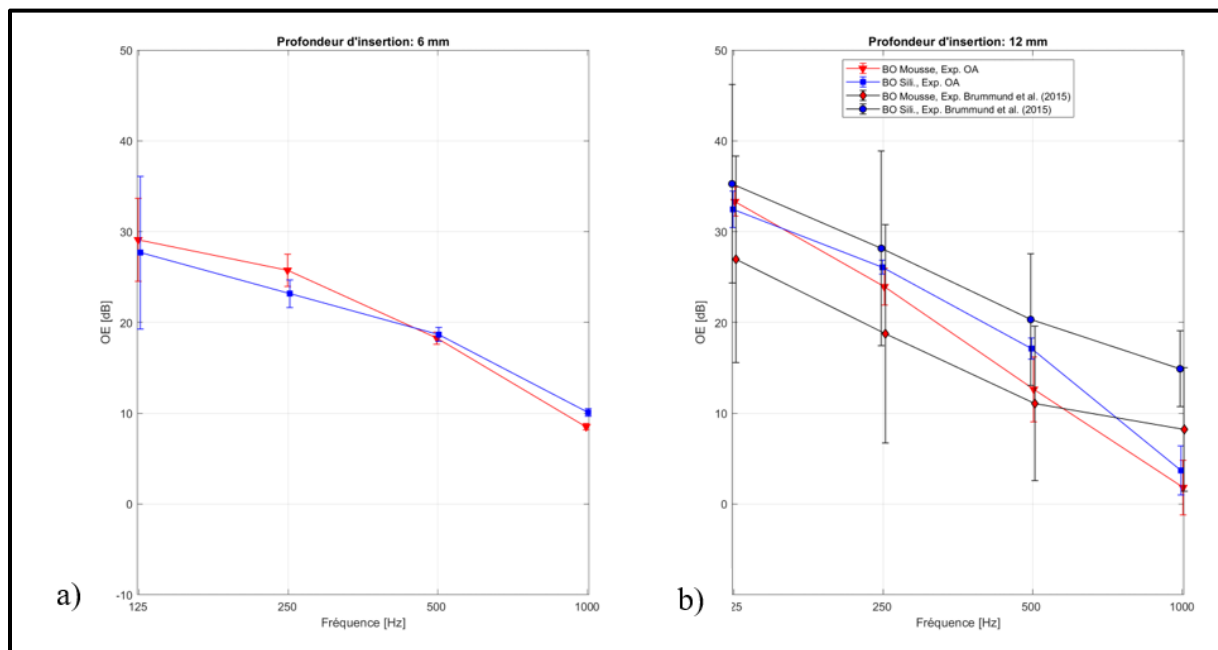 Profondeur d'insertion: 6 mm
50
40
30
20
10
0
-10
OE [dB]
125
250
500
1000
Fréquence [Hz]
a)
Profondeur d'insertion: 12 mm
BO Mousse, Exp. OA
BO Sili., Exp. OA
BO Mousse, Exp. Brummund et al. (2015)
BO Sili., Exp. Brummund et al. (2015)
50
40
30
20
10
0
OE [dB]
25
250
500
1000
Fréquence [Hz]
b)